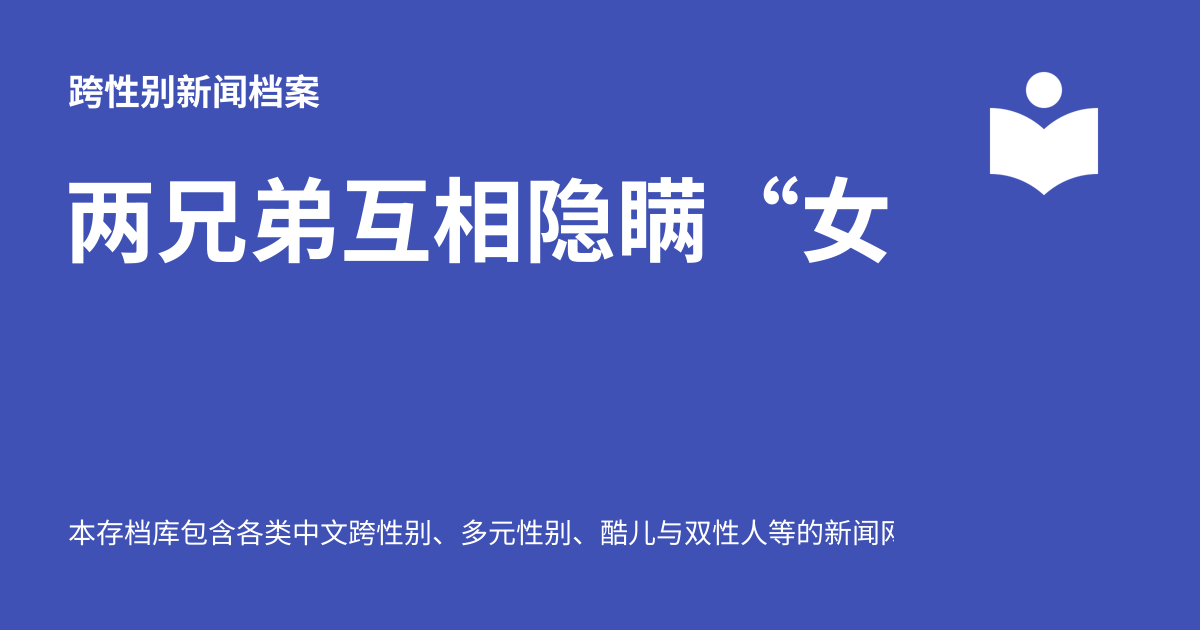 跨性别新闻档案
两兄弟互相隐瞒“女
本存档库包含各类中文跨性别、多元性别、酷儿与双性人等的新闻